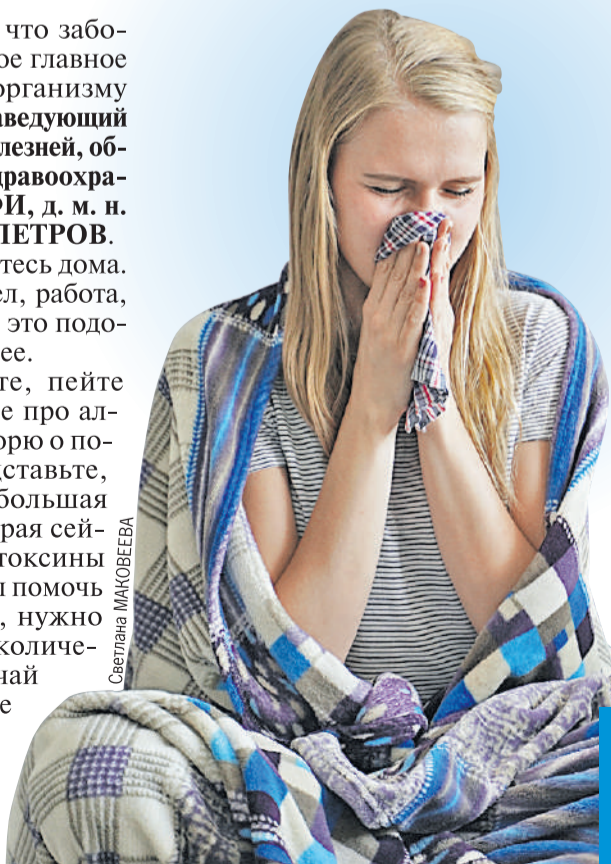 что забо-
ое главное
организму
аведующий
лезней, об-
дравоохра-
РИ, д. м. н.
ПЕТРОВ.
тесь дома.
ел, работа,
это подо-
ее.
те, пейте
е про ал-
орю о по-
дставьте,
большая
рая сей-
токсины
ы помочь
, нужно
количе-
чай
е
Светлана МАКОВЕЕВА